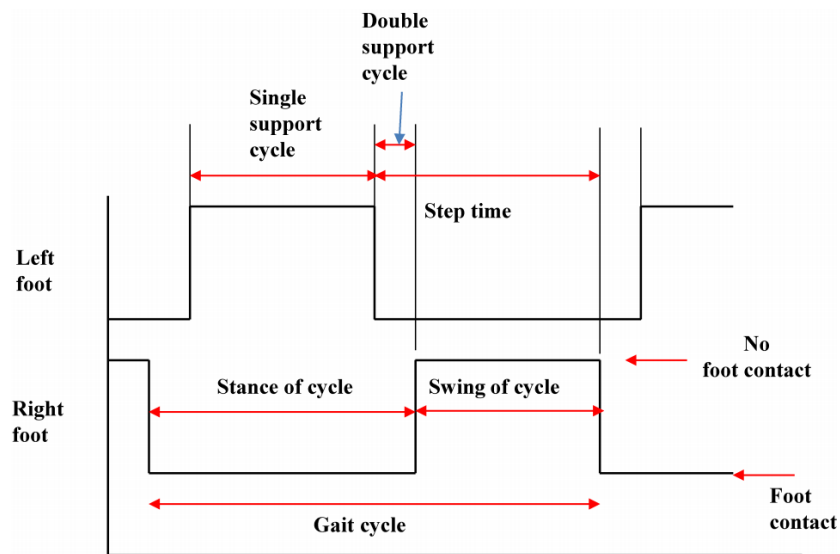 Double
support
cycle
Single
support
cycle
Step time
Left
foot
No
foot contact
Stance of cycle
Swing of cycle
Right
foot
Foot
contact
Gait cycle